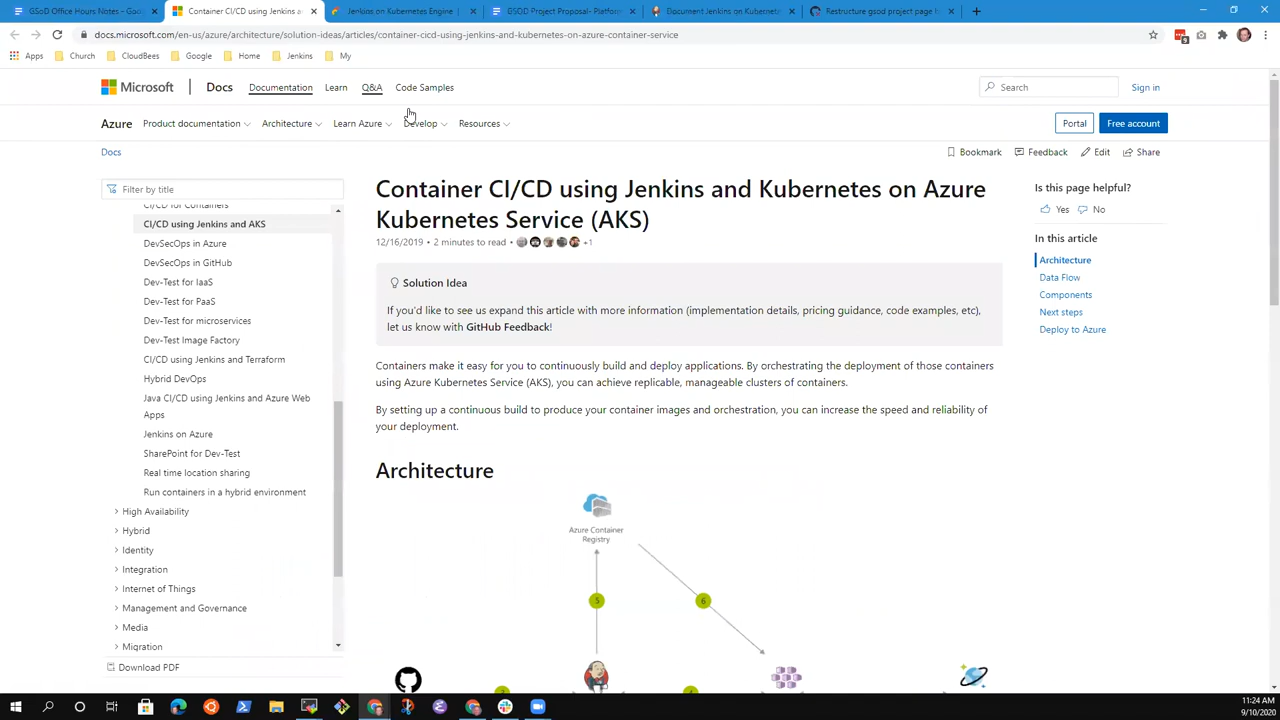 GSoD Office Hours Notes - Goo
Container CI/CD using Jenkins a
Jenkins on Kubernetes Engine
GSOD Project Proposal- Platform
Document Jenkins on Kubernetes
Restructure gsod project page b
docs.microsoft.com/en-us/azure/architecture/solution-ideas/articles/container-cicd-using-jenkins-and-kubernetes-on-azure-container-service
Apps Church CloudBees Google Home Jenkins My
Microsoft Docs Documentation Learn Q&A Code Samples Search Sign in
Azure Product documentation Architecture Learn Azure Develop Resources Portal Free account
Docs Bookmark Feedback Edit Share
Filter by title
CI/CD for Containers
CI/CD using Jenkins and AKS
DevSecOps in Azure
DevSecOps in GitHub
Dev-Test for IaaS
Dev-Test for PaaS
Dev-Test for microservices
Dev-Test Image Factory
CI/CD using Jenkins and Terraform
Hybrid DevOps
Java CI/CD using Jenkins and Azure Web
Apps
Jenkins on Azure
SharePoint for Dev-Test
Real time location sharing
Run containers in a hybrid environment
High Availability
Hybrid
Identity
Integration
Internet of Things
Management and Governance
Media
Migration
Download PDF
Container CI/CD using Jenkins and Kubernetes on Azure
Kubernetes Service (AKS)
12/16/2019 • 2 minutes to read • +1
Solution Idea
If you'd like to see us expand this article with more information (implementation details, pricing guidance, code examples, etc),
let us know with GitHub Feedback!
Containers make it easy for you to continuously build and deploy applications. By orchestrating the deployment of those containers
using Azure Kubernetes Service (AKS), you can achieve replicable, manageable clusters of containers.
By setting up a continuous build to produce your container images and orchestration, you can increase the speed and reliability of
your deployment.
Architecture
Azure Container
Registry
5
6
Is this page helpful?
Yes No
In this article
Architecture
Data Flow
Components
Next steps
Deploy to Azure
11:24 AM
9/10/2020